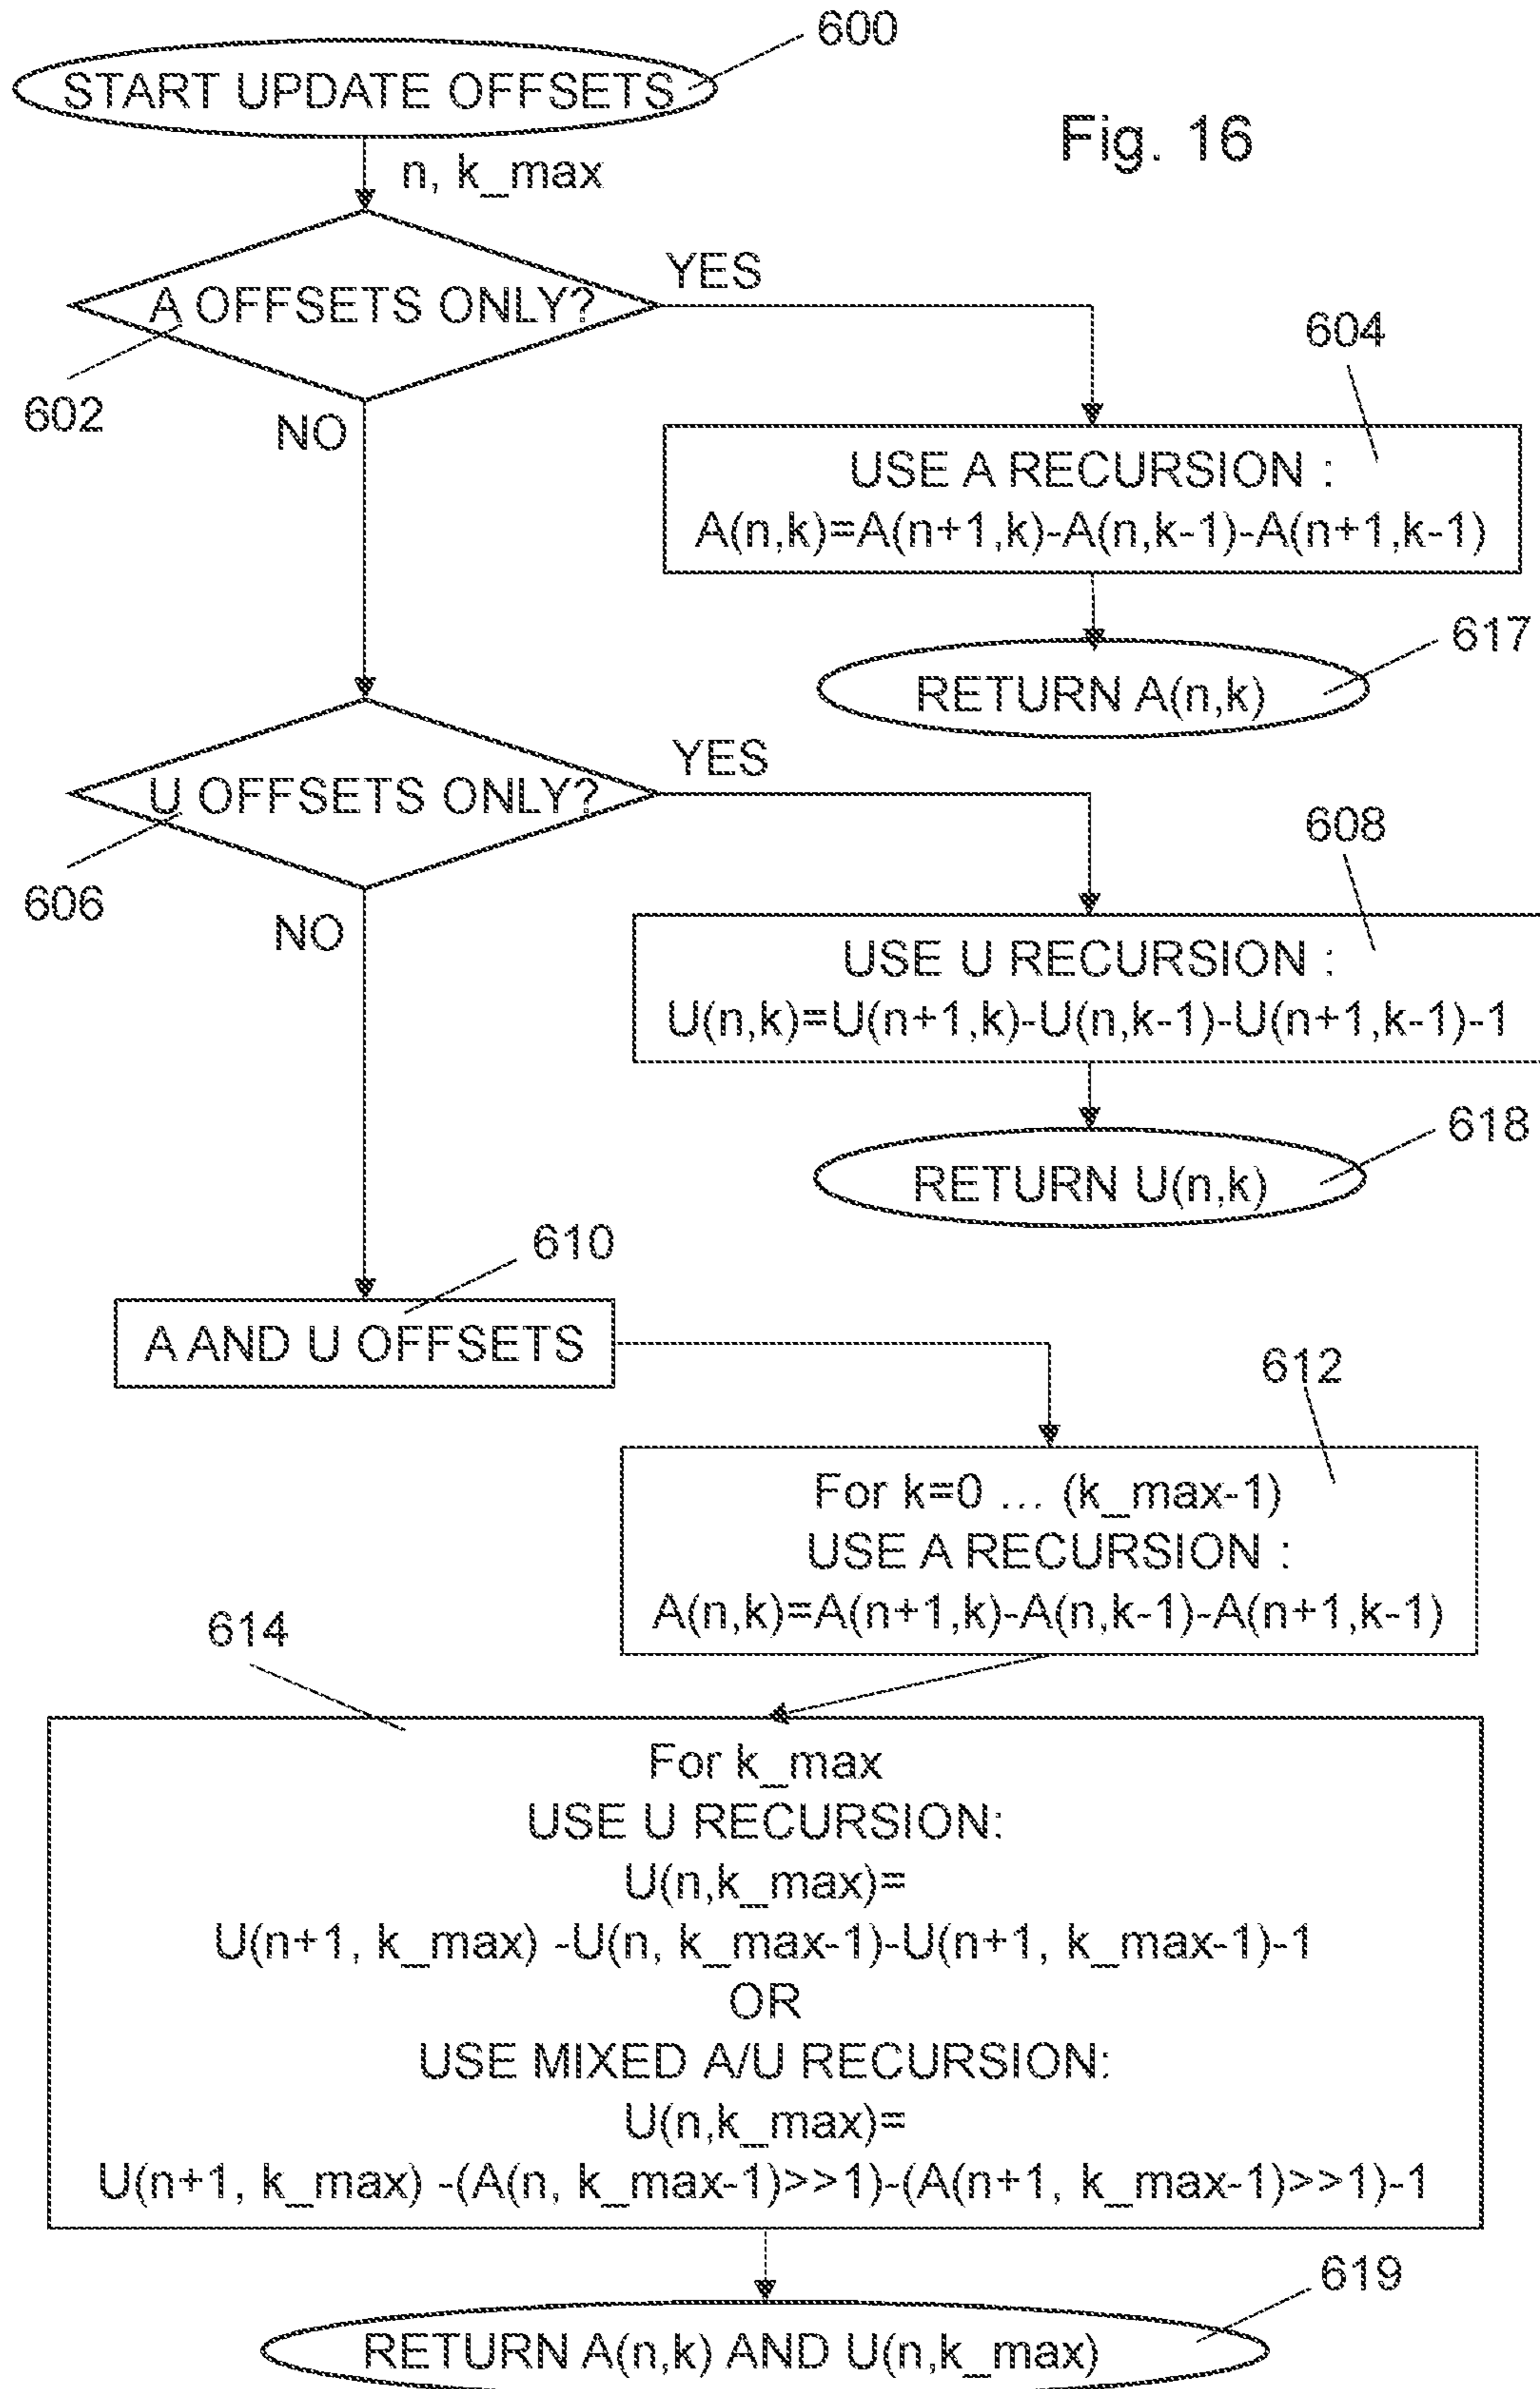 600
START UPDATE OFFSETS
Fig. 16
n, k_max
A OFFSETS ONLY?
YES
602
NO
604
USE A RECURSION :
A(n,k)=A(n+1,k)-A(n,k-1)-A(n+1,k-1)
617
RETURN A(n,k)
U OFFSETS ONLY?
YES
606
NO
608
USE U RECURSION :
U(n,k)=U(n+1,k)-U(n,k-1)-U(n+1,k-1)-1
618
RETURN U(n,k)
610
A AND U OFFSETS
612
For k=0 ... (k_max-1)
USE A RECURSION :
A(n,k)=A(n+1,k)-A(n,k-1)-A(n+1,k-1)
614
For k_max
USE U RECURSION:
U(n,k_max)=
U(n+1, k_max) -U(n, k_max-1)-U(n+1, k_max-1)-1
OR
USE MIXED A/U RECURSION:
U(n,k_max)=
U(n+1, k_max) -(A(n, k_max-1)>>1)-(A(n+1, k_max-1)>>1)-1
619
RETURN A(n,k) AND U(n,k_max)